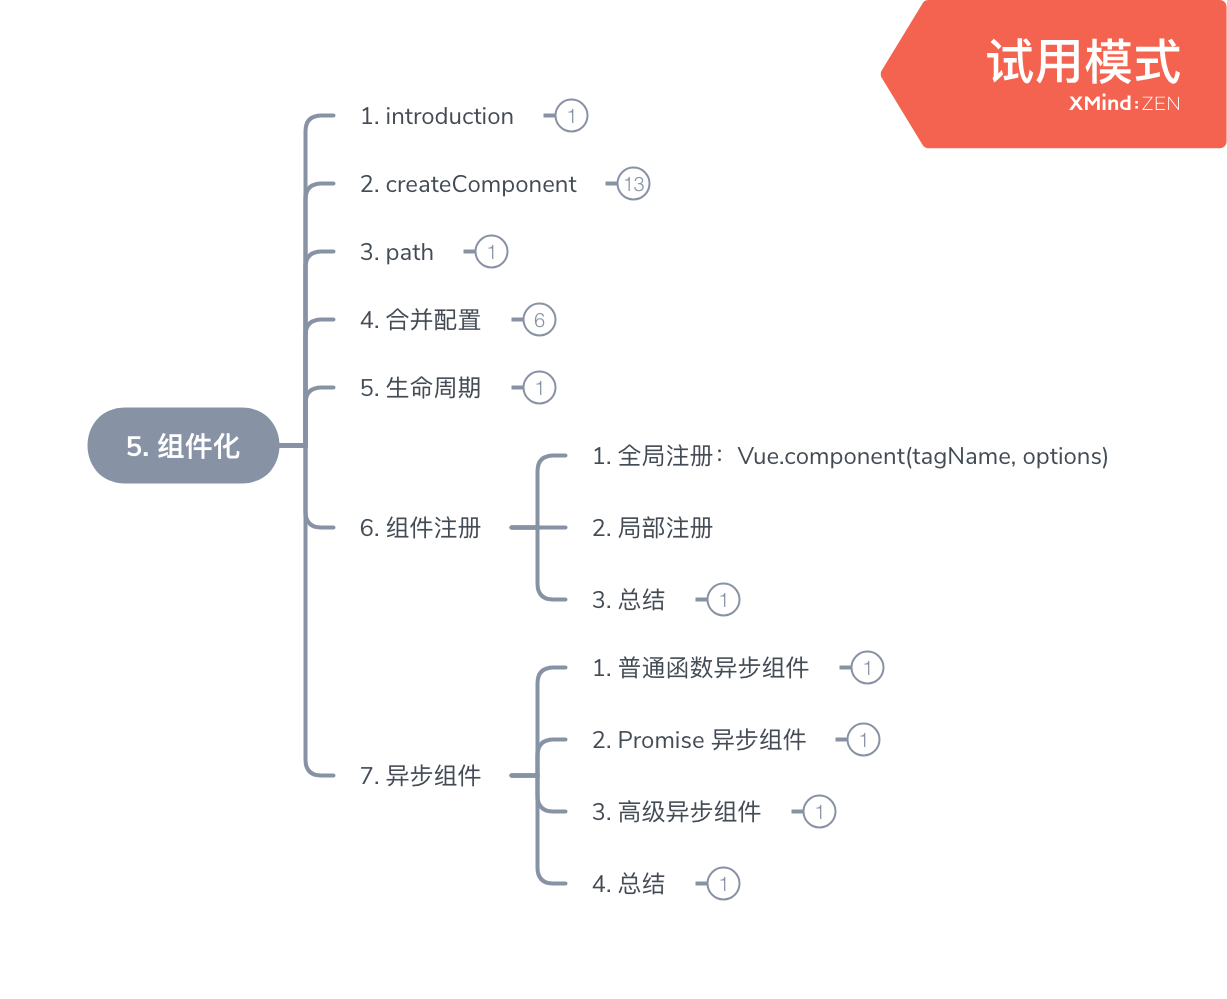 试用模式
XMind:ZEN
1. introduction 1
2. createComponent 13
3. path 1
4. 合并配置 6
5. 生命周期 1
5. 组件化
6. 组件注册
1. 全局注册：Vue.component(tagName, options)
2. 局部注册
3. 总结 1
7. 异步组件
1. 普通函数异步组件 1
2. Promise 异步组件 1
3. 高级异步组件 1
4. 总结 1